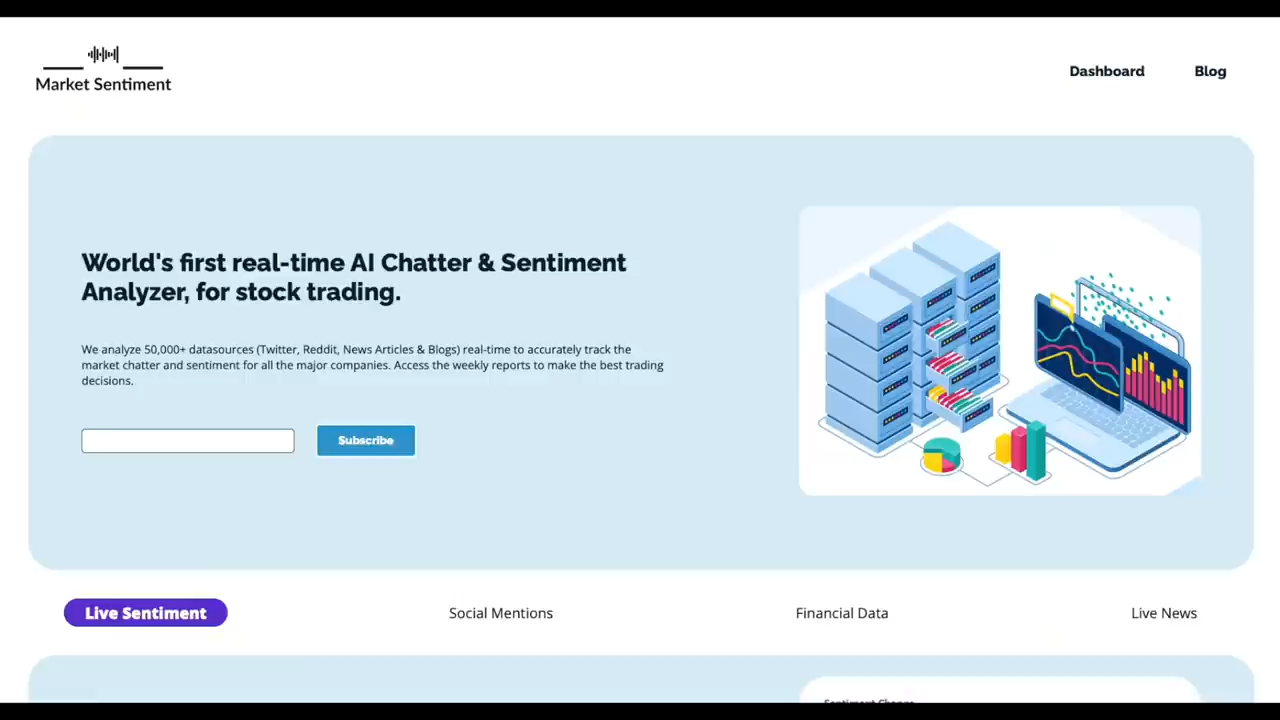 Market Sentiment
Dashboard
Blog
World's first real-time AI Chatter & Sentiment
Analyzer, for stock trading.
We analyze 50,000+ datasources (Twitter, Reddit, News Articles & Blogs) real-time to accurately track the
market chatter and sentiment for all the major companies. Access the weekly reports to make the best trading
decisions.
Subscribe
Live Sentiment
Social Mentions
Financial Data
Live News
Sentiment Change